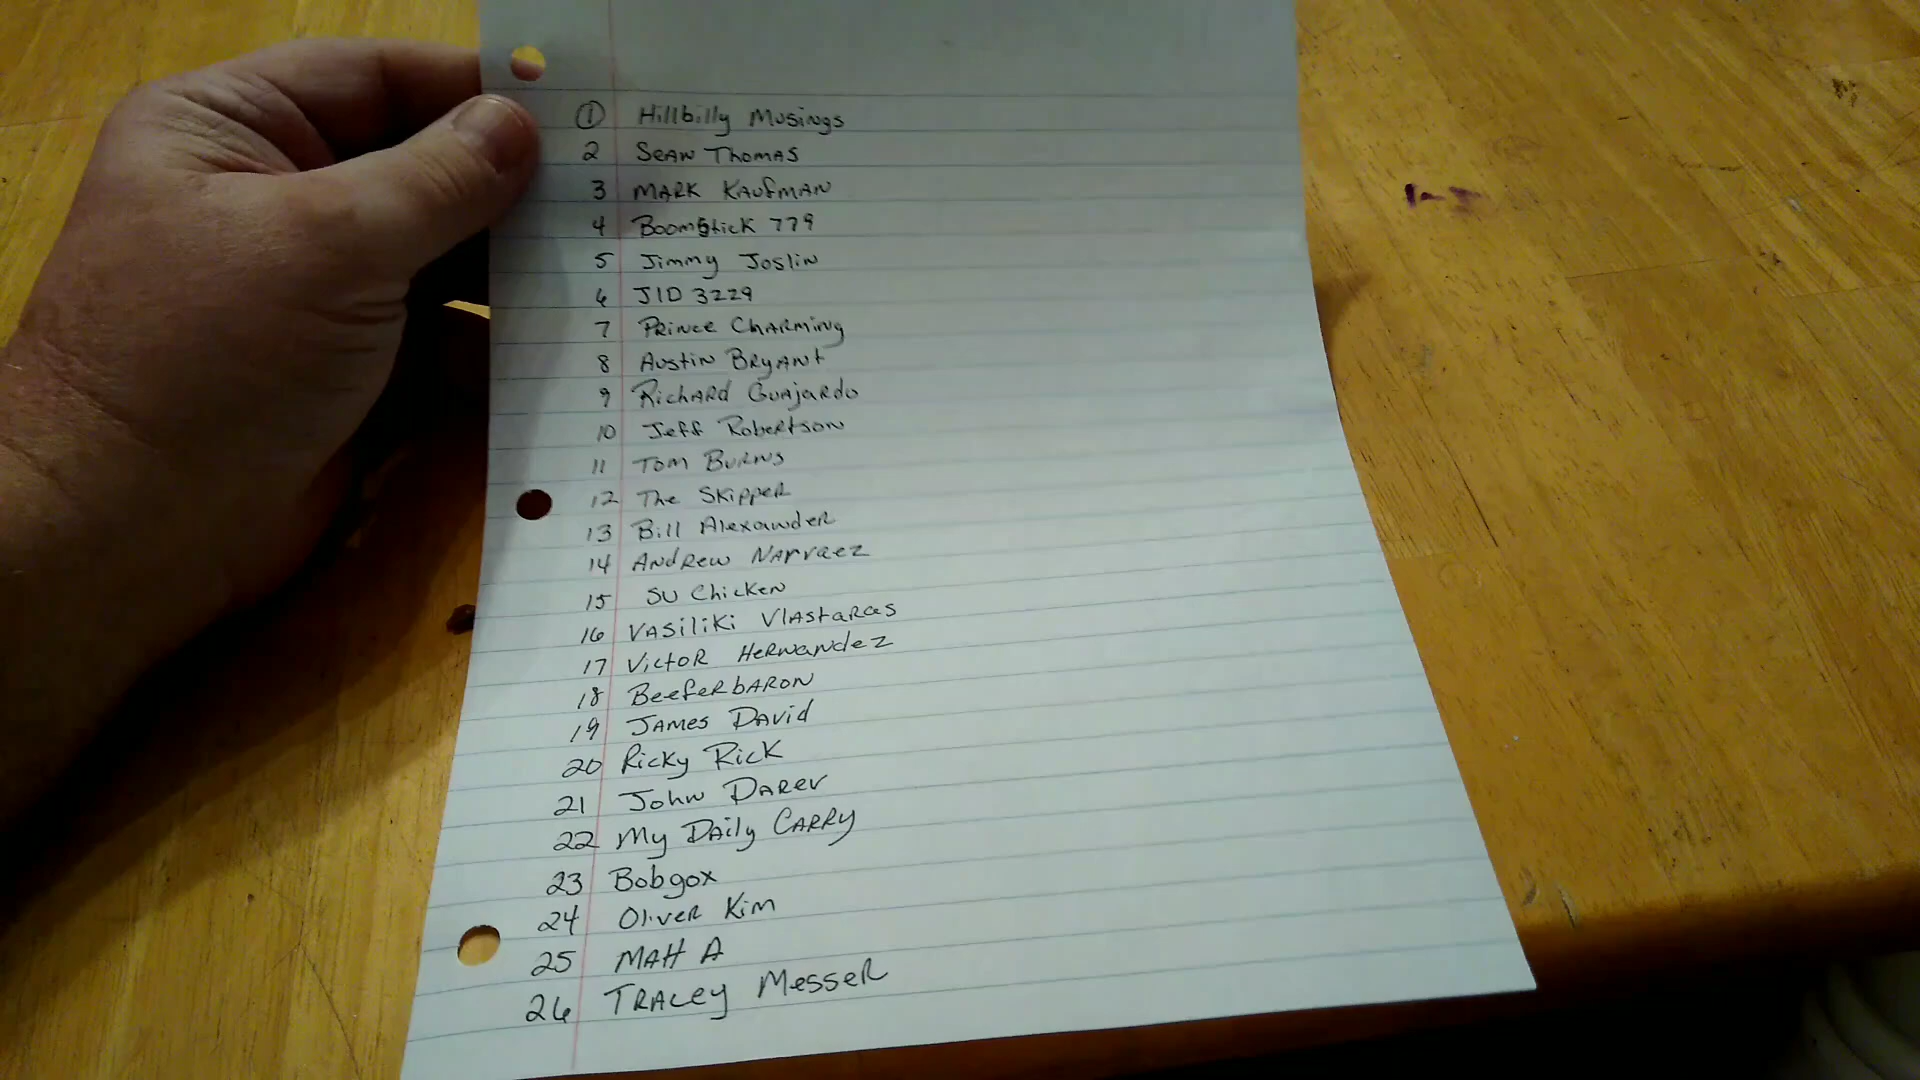 1 Hillbilly Musings
2 Sean Thomas
3 Mark Kaufman
4 Boomstick 779
5 Jimmy Joslin
6 JID 3229
7 Prince Charming
8 Austin Bryant
9 Richard Guajardo
10 Jeff Robertson
11 Tom Burns
12 The Skipper
13 Bill Alexander
14 Andrew Narvaez
15 SU Chicken
16 Vasiliki Vlastaras
17 Victor Hernandez
18 Beeferbaron
19 James David
20 Ricky Rick
21 John Darev
22 My Daily Carry
23 Bobgox
24 Oliver Kim
25 Matt A
26 Tracey Messer